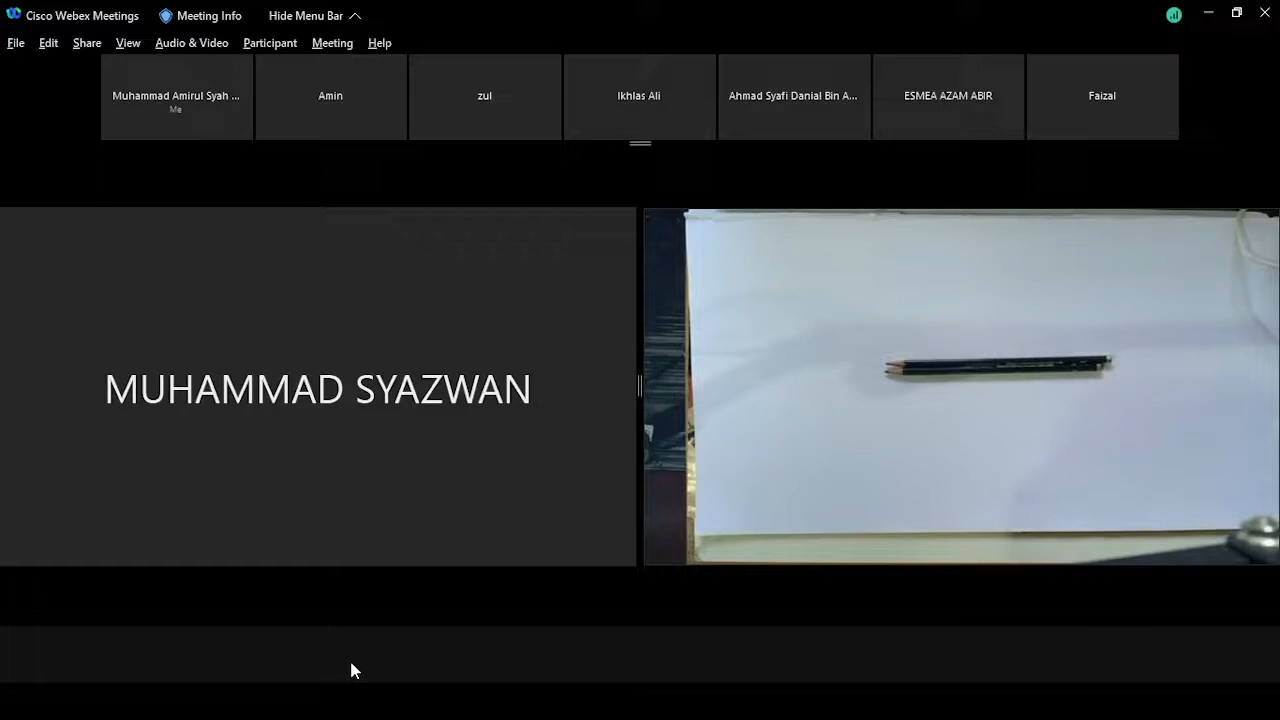 Cisco Webex Meetings Meeting Info Hide Menu Bar
File Edit Share View Audio & Video Participant Meeting Help
Muhammad Amirul Syah ... Amin zul Ikhlas Ali Ahmad Syafi Danial Bin A... ESMEA AZAM ABIR Faizal
Me
MUHAMMAD SYAZWAN